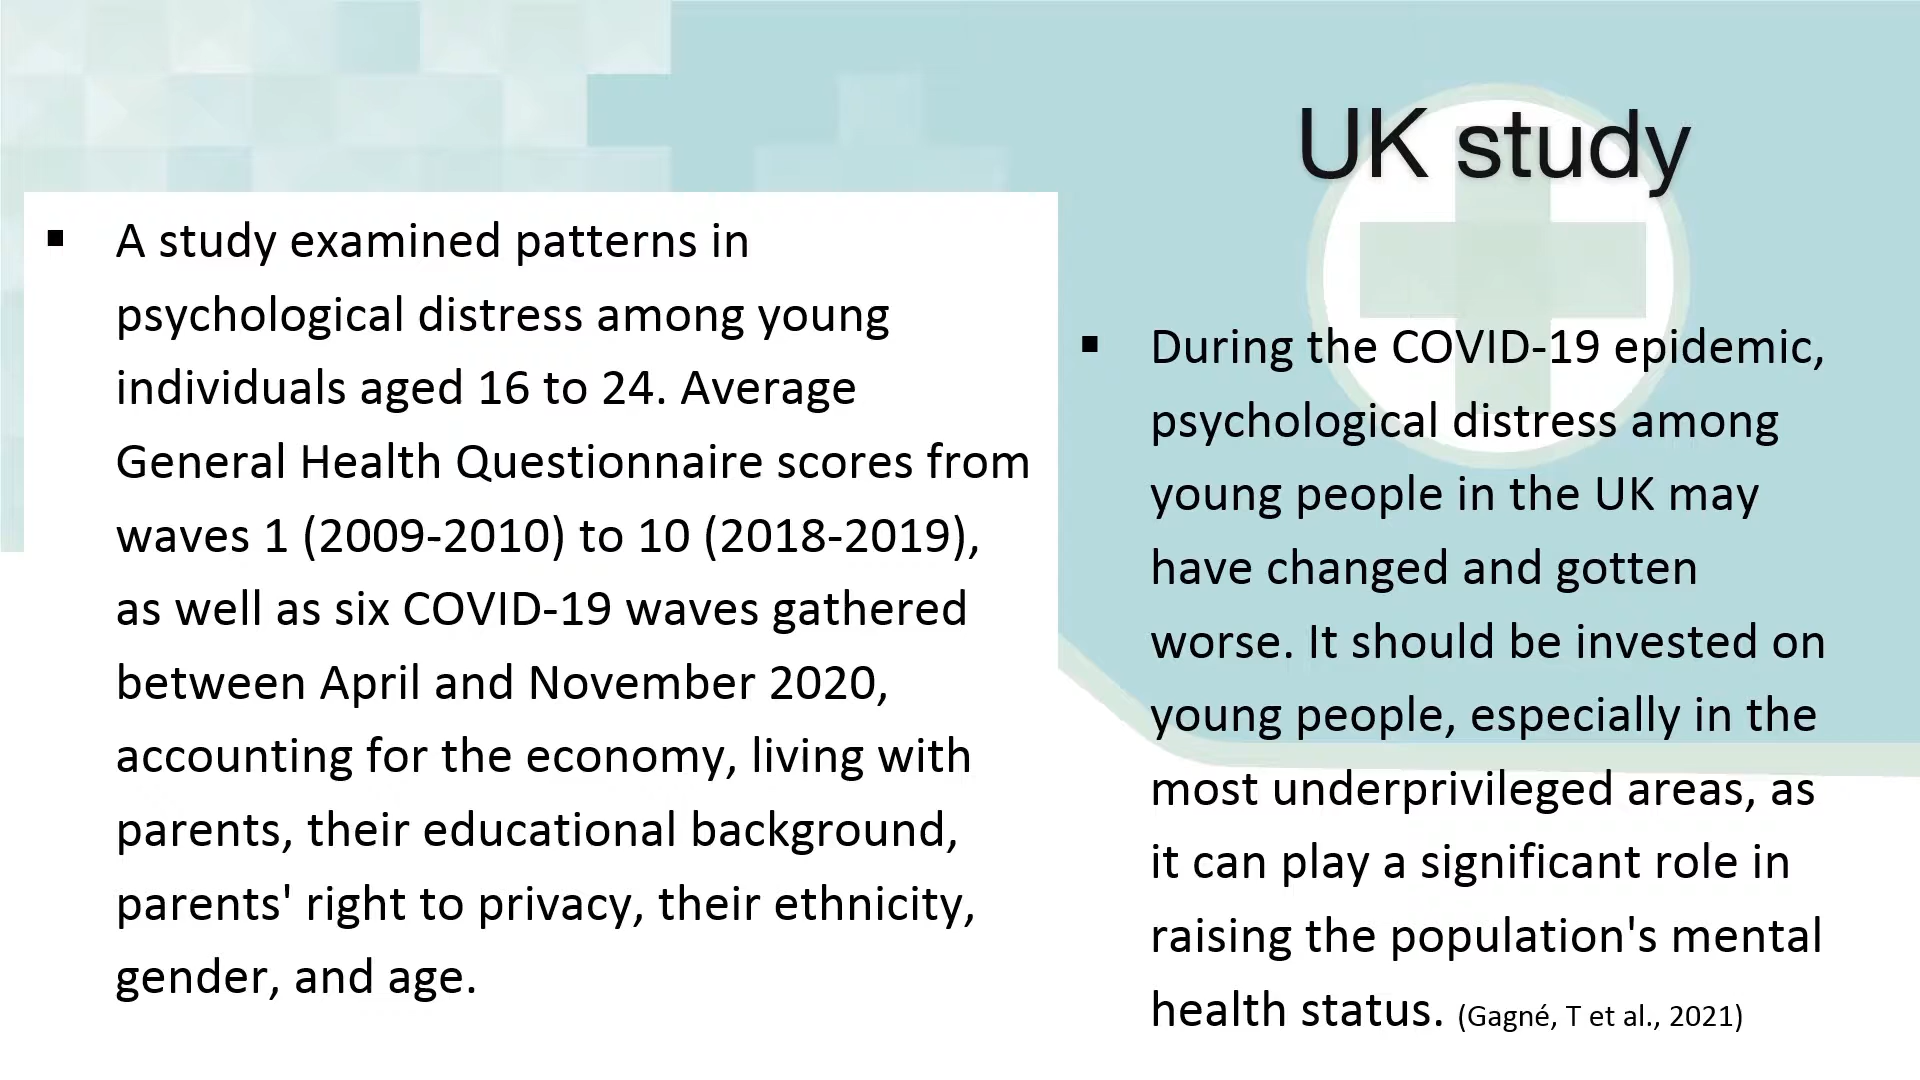 UK study
▪ A study examined patterns in
psychological distress among young
individuals aged 16 to 24. Average
General Health Questionnaire scores from
waves 1 (2009-2010) to 10 (2018-2019),
as well as six COVID-19 waves gathered
between April and November 2020,
accounting for the economy, living with
parents, their educational background,
parents' right to privacy, their ethnicity,
gender, and age.
▪ During the COVID-19 epidemic,
psychological distress among
young people in the UK may
have changed and gotten
worse. It should be invested on
young people, especially in the
most underprivileged areas, as
it can play a significant role in
raising the population's mental
health status. (Gagné, T et al., 2021)